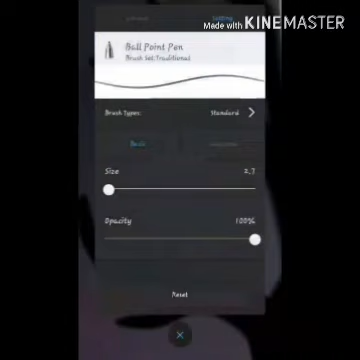 Made with KINEMASTER
Ball Point Pen
Brush Set:Traditional
Brush Types: Standard
Basic
Size 2.7
Opacity 100%
Reset